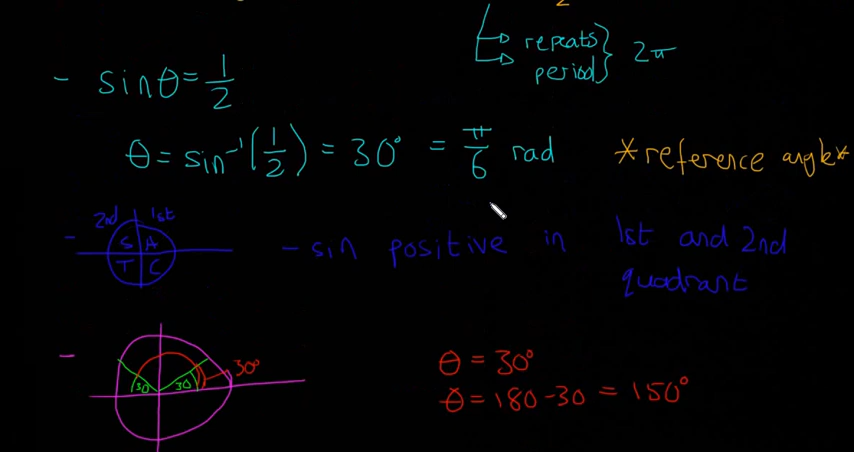 repeats
period } 2π
- sinθ = 1/2
θ = sin⁻¹(1/2) = 30° = π/6 rad *reference angle*
2nd 1st
S A
T C
- sin positive in 1st and 2nd
quadrant
30 30 30°
θ = 30°
θ = 180 - 30 = 150°